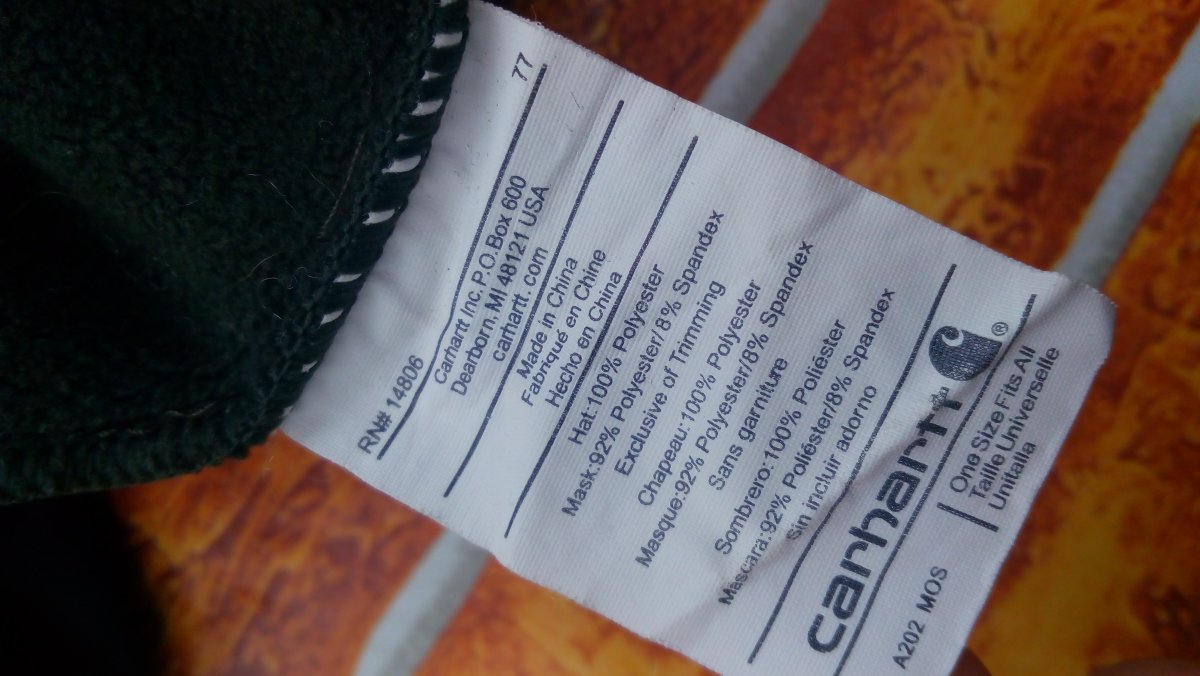 carhartt ®
A202 MOS
One Size Fits All
Taille Universelle
Unitalla
Sombrero:100% Poliéster
Máscara:92% Poliéster/8% Spandex
sin incluir adorno
Chapeau:100% Polyester
Masque:92% Polyester/8% Spandex
Sans garniture
Hat:100% Polyester
Mask:92% Polyester/8% Spandex
Exclusive of Trimming
Made in China
Fabriqué en Chine
Hecho en China
Carhartt Inc, P.O.Box 600
Dearborn, MI 48121 USA
carhartt. com
RN# 14806 77